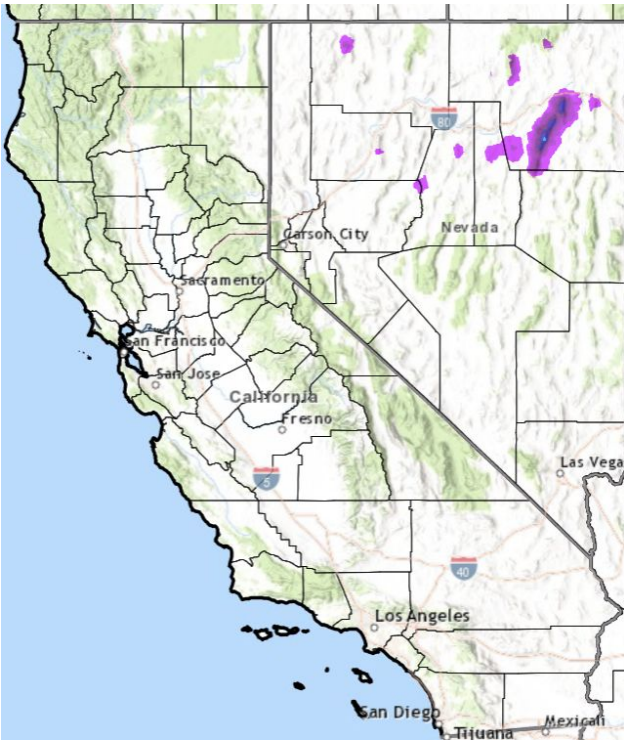 80
Carson City
Nevada
Sacramento
San Francisco
San Jose
California
Fresno
Las Vega
5
40
Los Angeles
San Diego
Tijuana
Mexicali